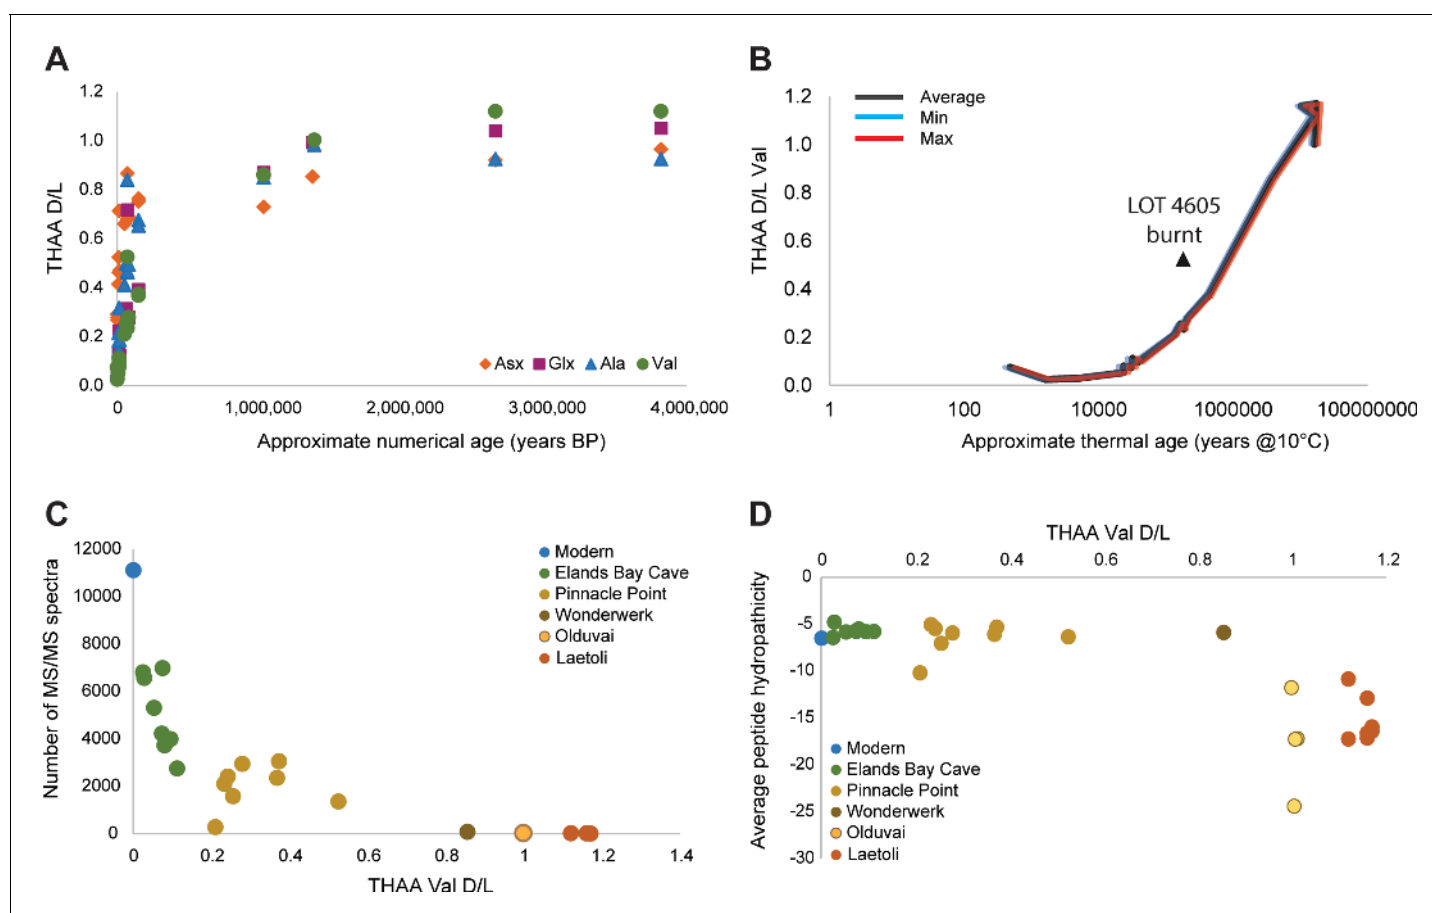 A
1.2
1.0
0.8
0.6
0.4
0.2
0.0
THAA D/L
Asx Glx Ala Val
0 1,000,000 2,000,000 3,000,000 4,000,000
Approximate numerical age (years BP)
B
1.2
1.0
0.8
0.6
0.4
0.2
0.0
THAA D/L Val
Average
Min
Max
LOT 4605
burnt
1 100 10000 1000000 100000000
Approximate thermal age (years @10°C)
C
12000
10000
8000
6000
4000
2000
0
Number of MS/MS spectra
Modern
Elands Bay Cave
Pinnacle Point
Wonderwerk
Olduvai
Laetoli
0 0.2 0.4 0.6 0.8 1 1.2 1.4
THAA Val D/L
D
THAA Val D/L
0 0.2 0.4 0.6 0.8 1 1.2
0
-5
-10
-15
-20
-25
-30
Average peptide hydropathicity
Modern
Elands Bay Cave
Pinnacle Point
Wonderwerk
Olduvai
Laetoli